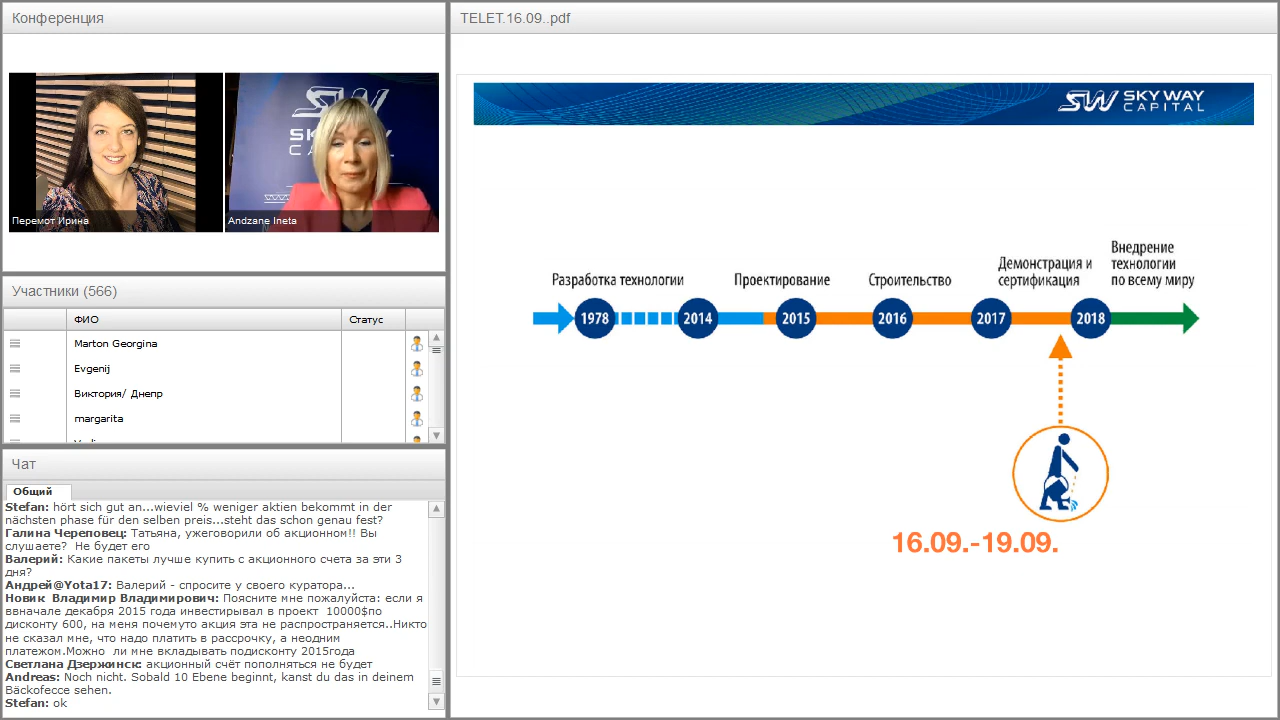 Конференция
SKY WAY
C
www
Перемот Ирина
Andzane Ineta
Участники (566)
ФИО
Статус
Marton Georgina
Evgenij
Виктория/ Днепр
margarita
Чат
Общий
Stefan: hört sich gut an...wieviel % weniger aktien bekommt in der
nächsten phase für den selben preis...steht das schon genau fest?
Галина Череповец: Татьяна, ужеговорили об акционном!! Вы
слушаете? Не будет его
Валерий: Какие пакеты лучше купить с акционного счета за эти 3
дня?
Андрей@Yota17: Валерий - спросите у своего куратора...
Новик Владимир Владимирович: Поясните мне пожалуйста: если я
ввначале декабря 2015 года инвестирывал в проект 10000$по
дисконту 600, на меня почемуто акция эта не распространяется..Никто
не сказал мне, что надо платить в рассрочку, а неодним
платежом.Можно ли мне вкладывать подисконту 2015года
Светлана Дзержинск: акционный счёт пополняться не будет
Andreas: Noch nicht. Sobald 10 Ebene beginnt, kanst du das in deinem
Bäckofecce sehen.
Stefan: ok
TELET.16.09..pdf
SW SKY WAY
CAPITAL
Разработка технологии
Проектирование
Строительство
Демонстрация и
сертификация
Внедрение
технологии
по всему миру
1978
2014
2015
2016
2017
2018
16.09.-19.09.